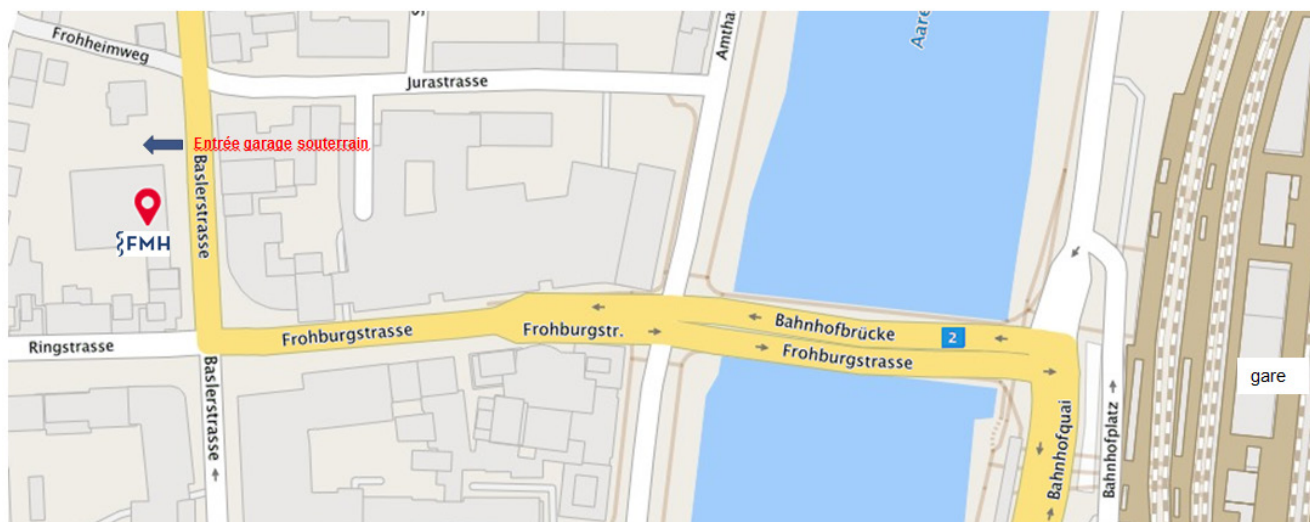 Frohheimweg
S
Jurastrasse
Amtha
Aare
Entrée garage souterrain
Baslerstrasse
FMH
Ringstrasse
Frohburgstrasse
Frohburgstr.
Bahnhofbrücke
2
Frohburgstrasse
gare
Baslerstrasse
Bahnhofquai
Bahnhofplatz